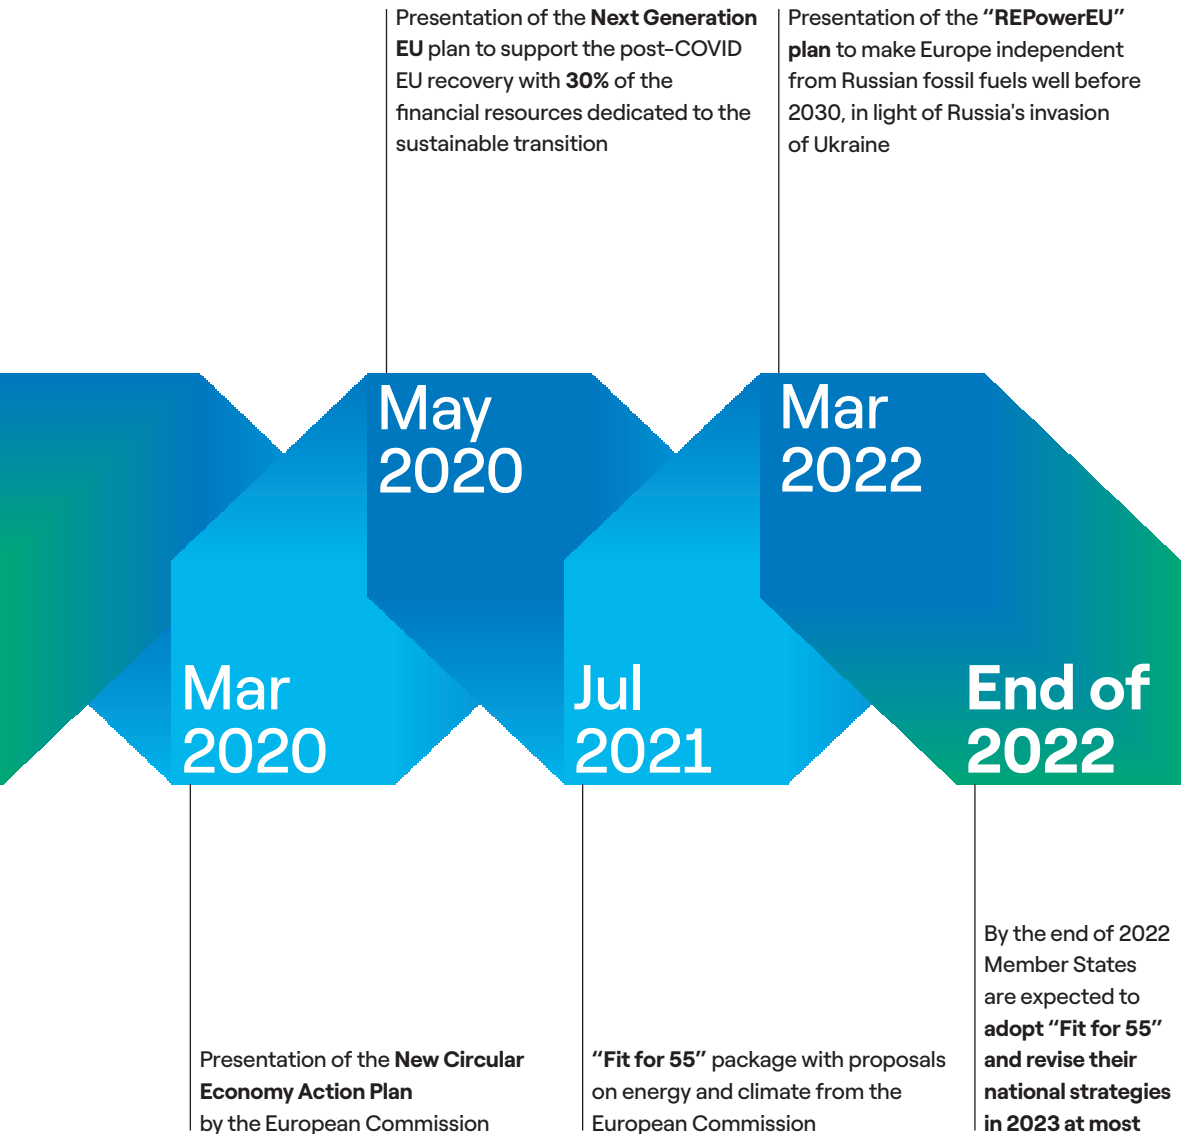 Presentation of the Next Generation
EU plan to support the post-COVID
EU recovery with 30% of the
financial resources dedicated to the
sustainable transition
Presentation of the “REPowerEU”
plan to make Europe independent
from Russian fossil fuels well before
2030, in light of Russia's invasion
of Ukraine
May
2020
Mar
2022
Mar
2020
Jul
2021
End of
2022
Presentation of the New Circular
Economy Action Plan
by the European Commission
“Fit for 55” package with proposals
on energy and climate from the
European Commission
By the end of 2022
Member States
are expected to
adopt “Fit for 55”
and revise their
national strategies
in 2023 at most